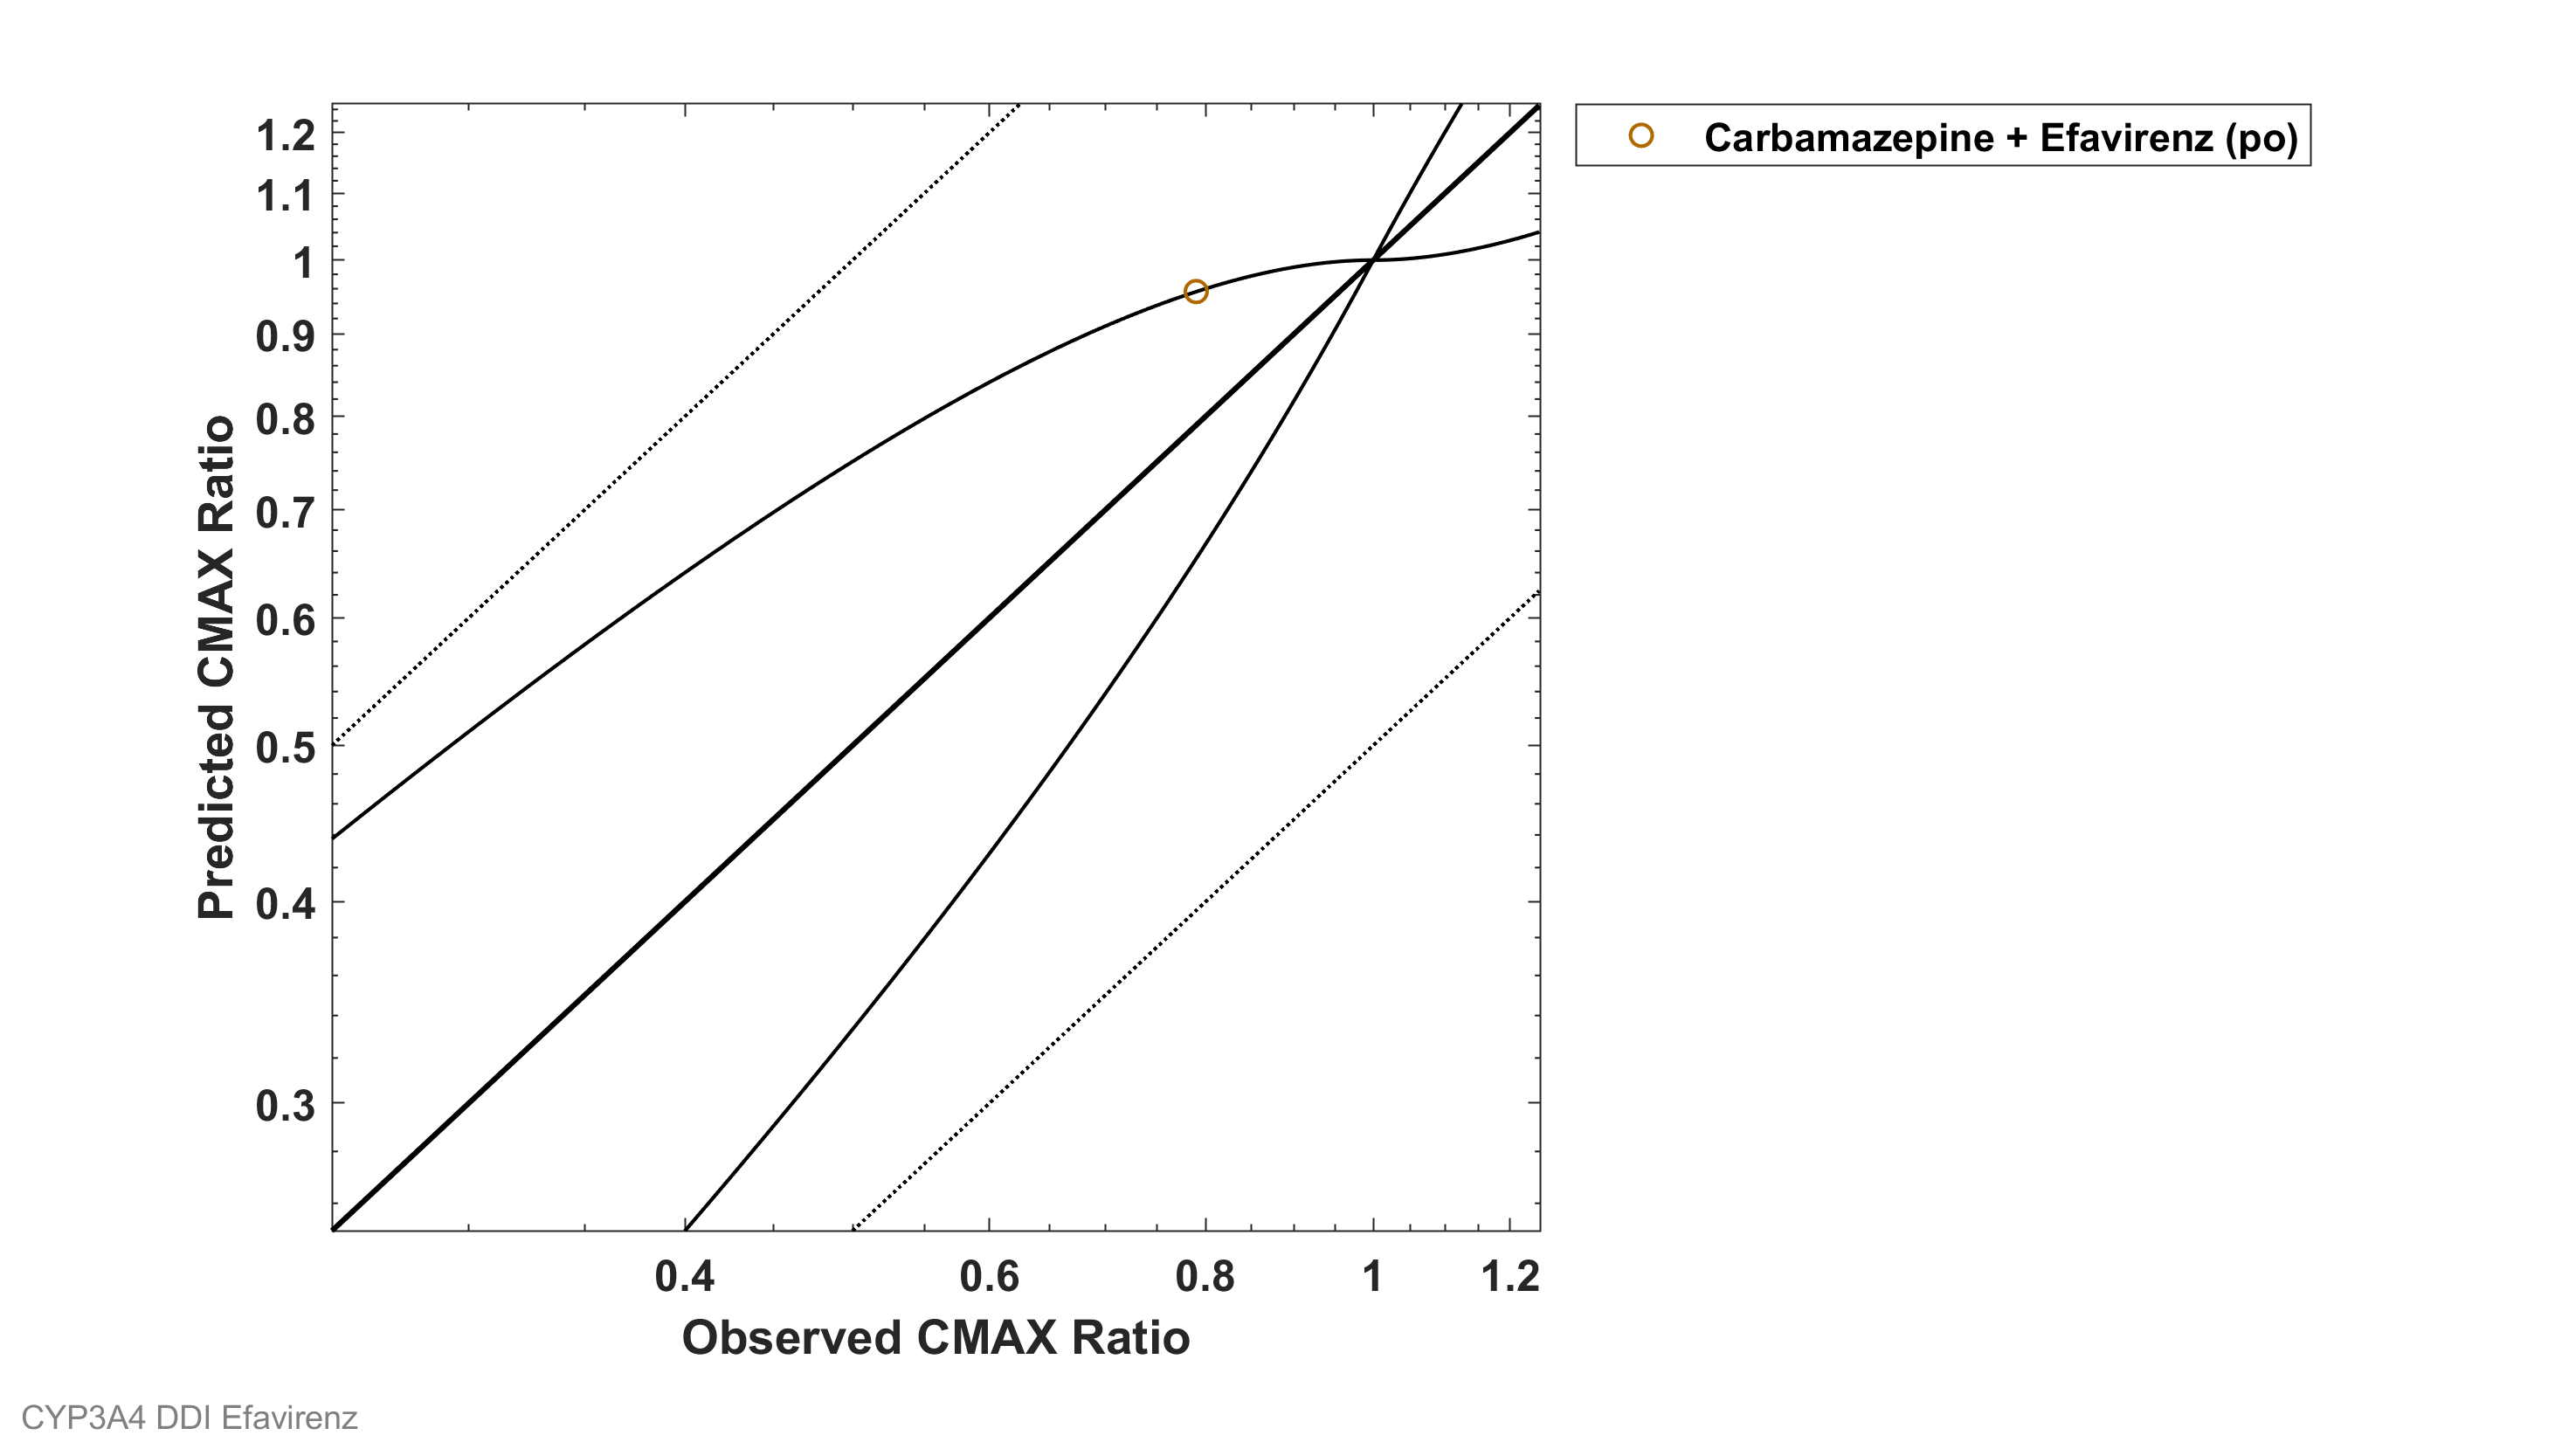 Carbamazepine + Efavirenz (po)
1.2
1.1
1
0.9
0.8
0.7
0.6
0.5
0.4
0.3
Predicted CMAX Ratio
0.4 0.6 0.8 1 1.2
Observed CMAX Ratio
CYP3A4 DDI Efavirenz